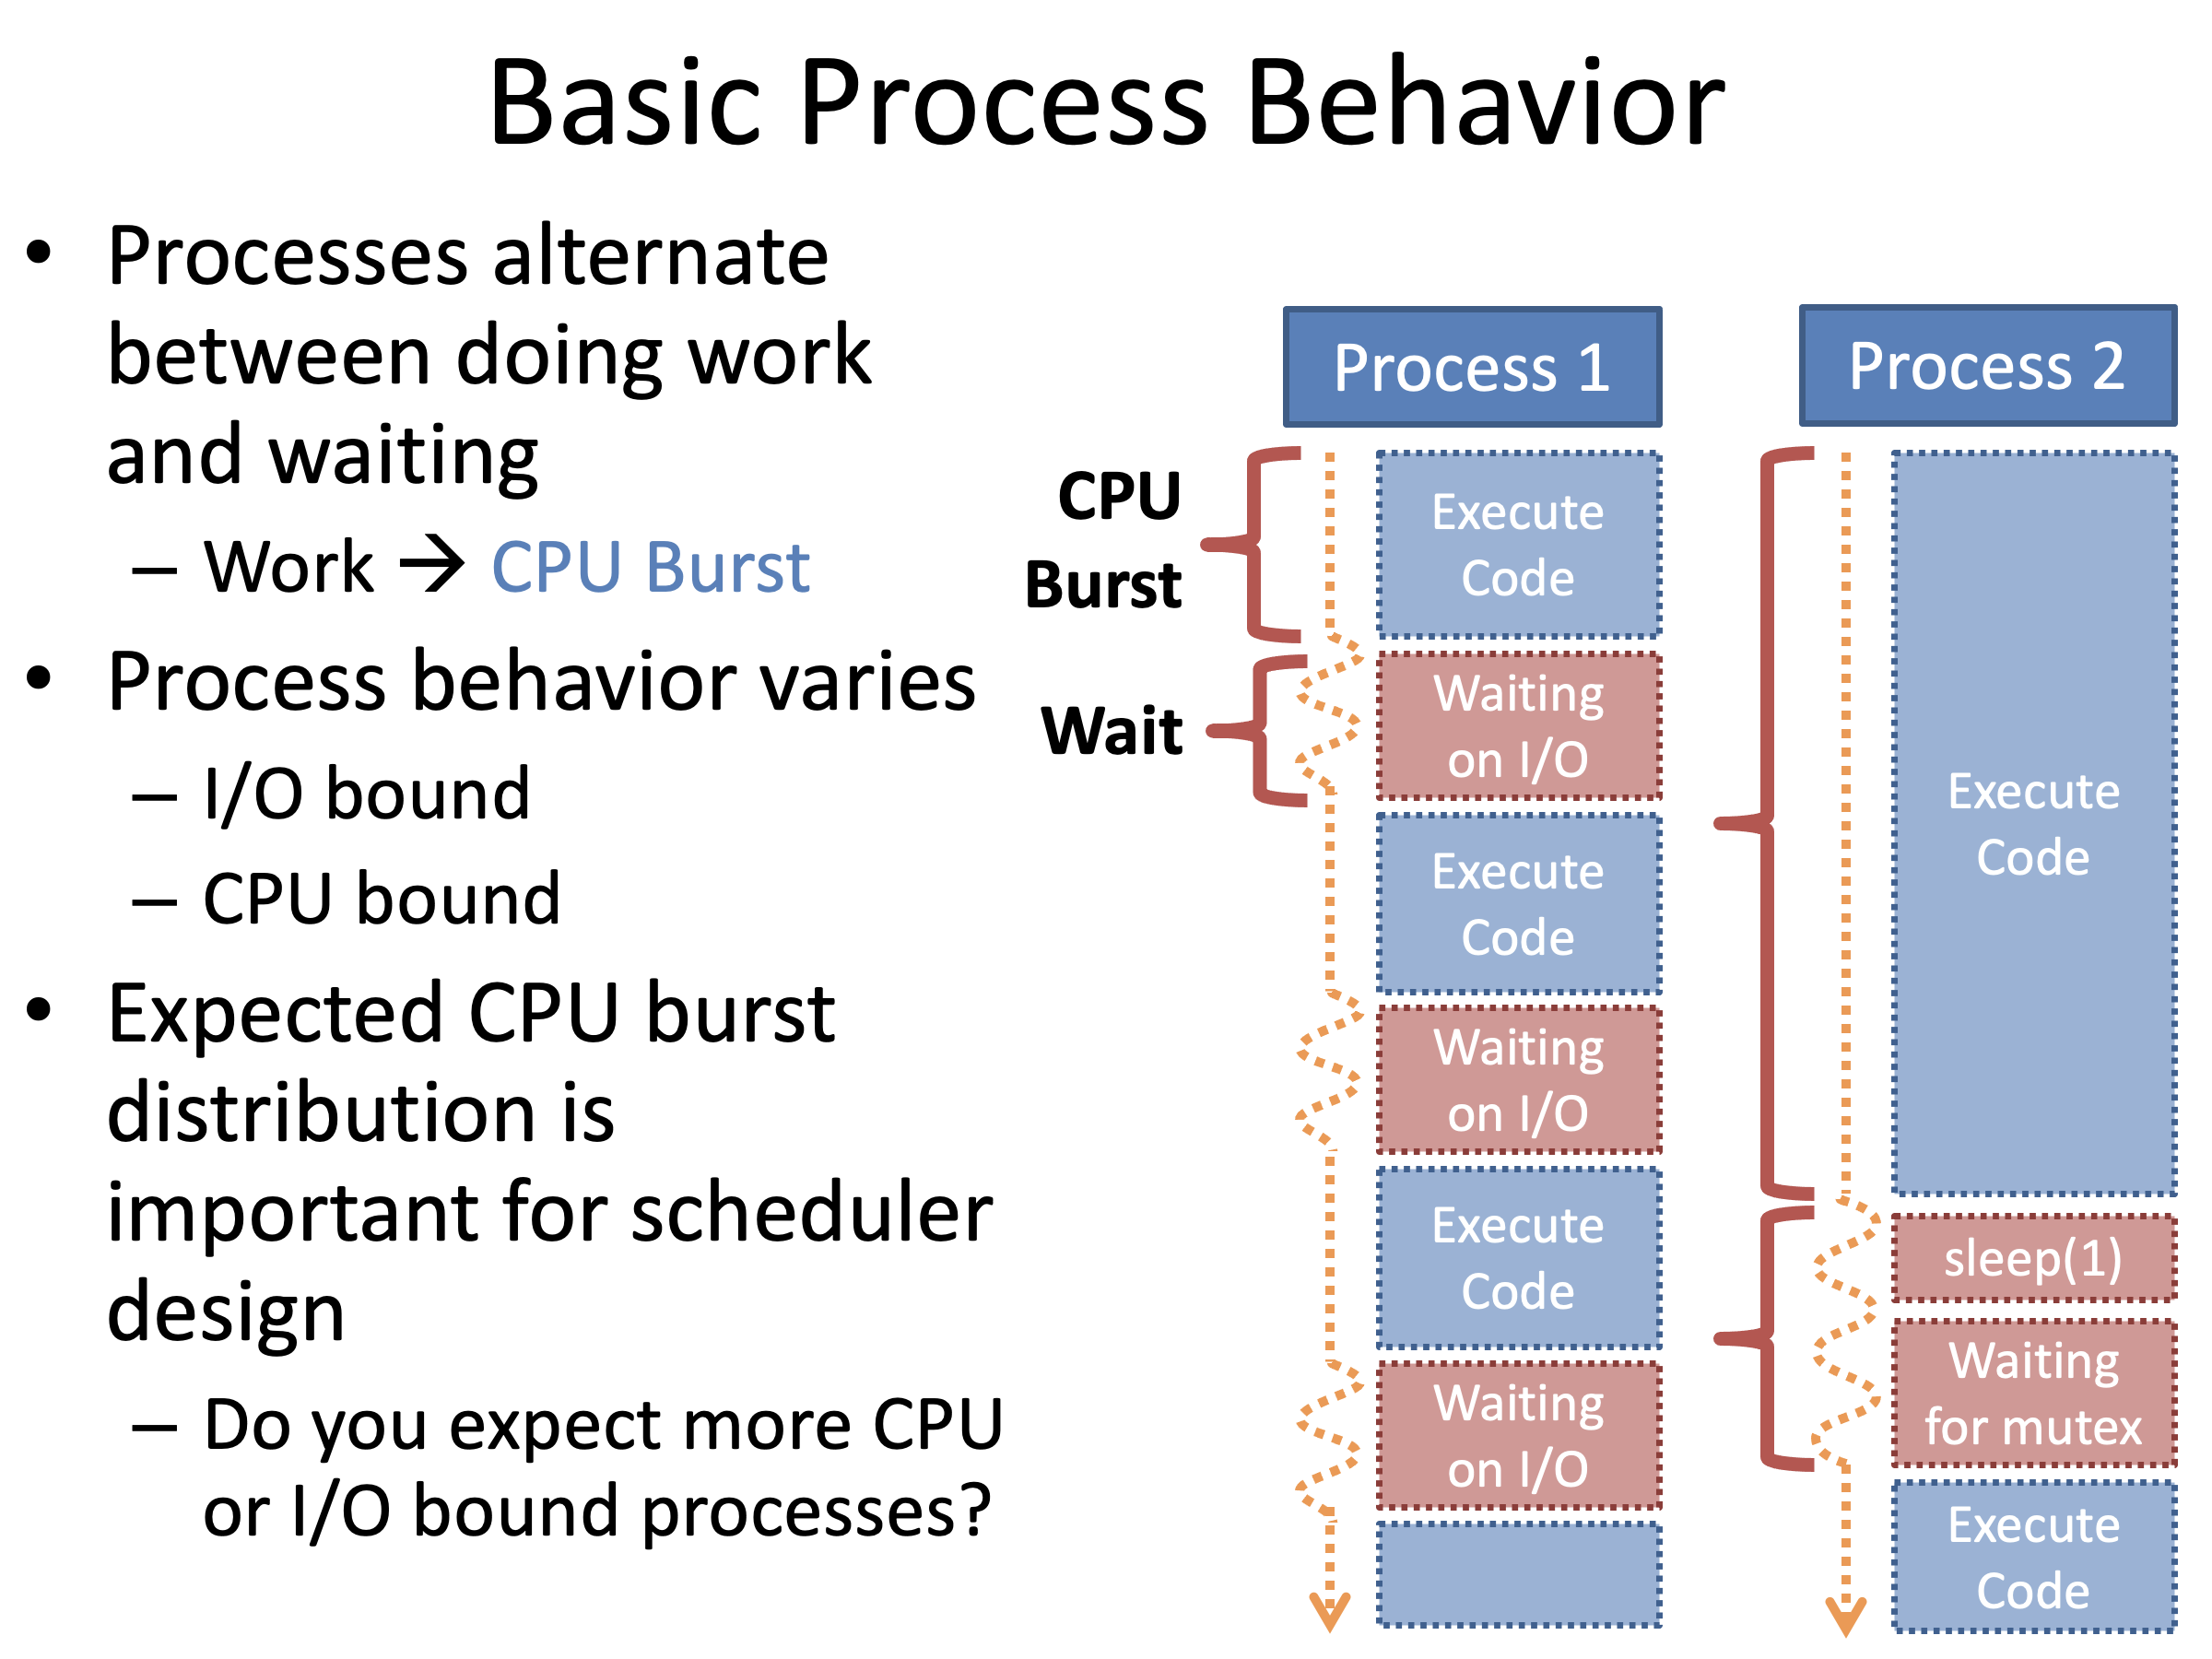 Basic Process Behavior
• Processes alternate
between doing work
and waiting
– Work → CPU Burst
• Process behavior varies
– I/O bound
– CPU bound
• Expected CPU burst
distribution is
important for scheduler
design
– Do you expect more CPU
or I/O bound processes?
CPU
Burst
Wait
Process 1
Execute
Code
Waiting
on I/O
Execute
Code
Waiting
on I/O
Execute
Code
Waiting
on I/O
Process 2
Execute
Code
sleep(1)
Waiting
for mutex
Execute
Code